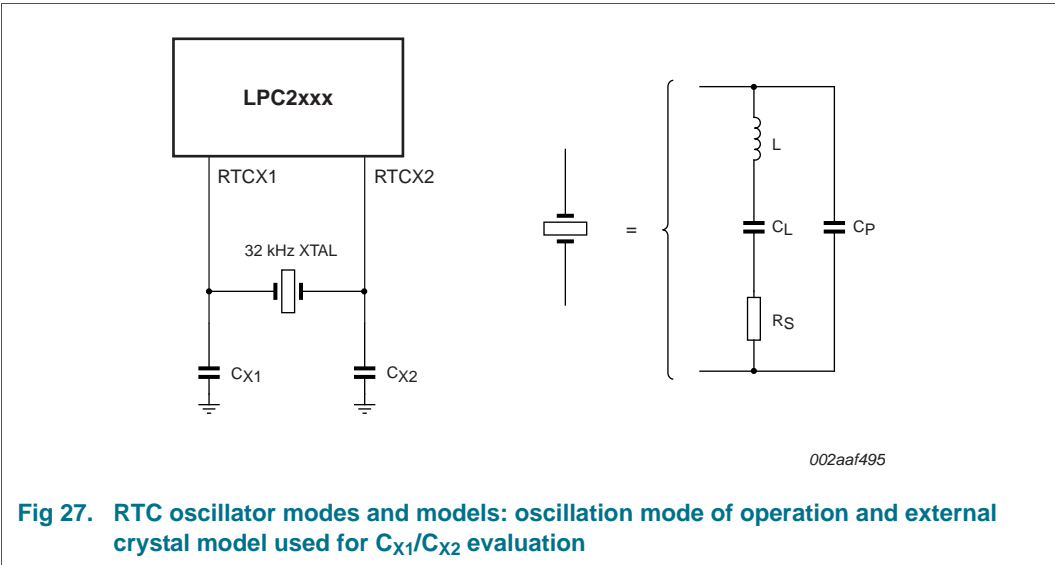 LPC2xxx
RTCX1 RTCX2
32 kHz XTAL
CX1 CX2
=
L
CL CP
RS
002aaf495
Fig 27. RTC oscillator modes and models: oscillation mode of operation and external
crystal model used for CX1/CX2 evaluation